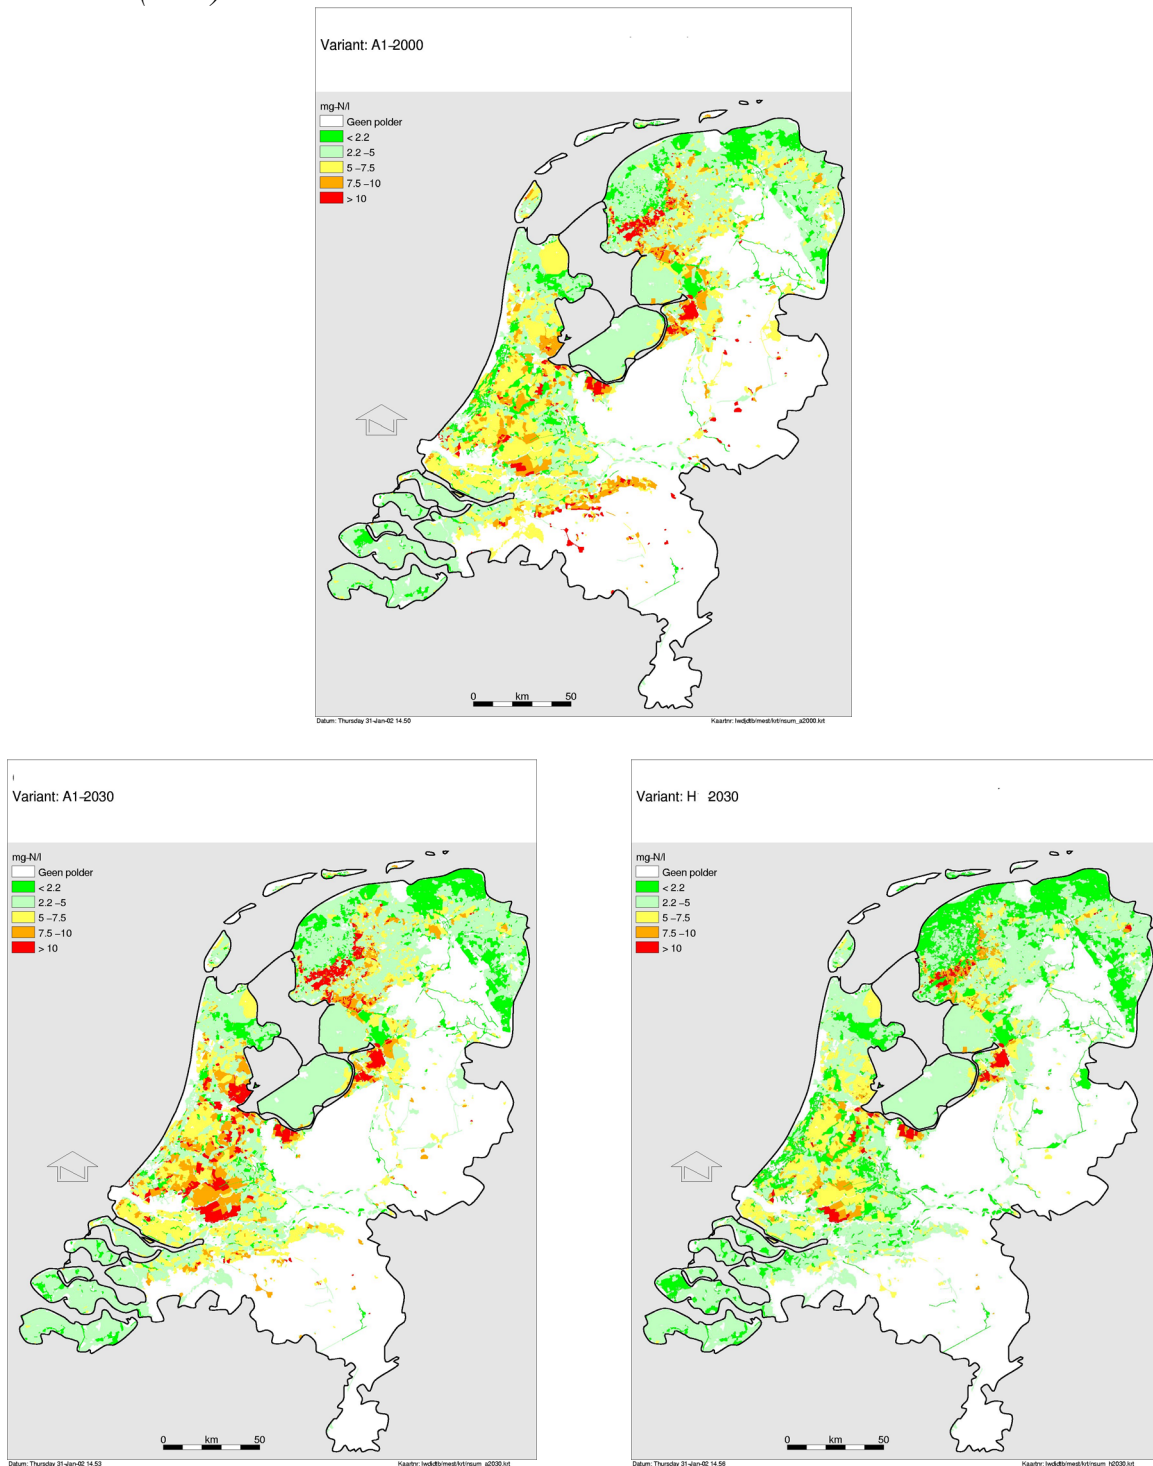 Variant: A1-2000
mg-N/l
Geen polder
< 2.2
2.2 -5
5 -7.5
7.5 -10
> 10
0 km 50
Datum: Thursday 31-Jan-02 14.50 Kaartnr: lwdjdtb/mest/krt/nsum_a2000.krt
Variant: A1-2030
mg-N/l
Geen polder
< 2.2
2.2 -5
5 -7.5
7.5 -10
> 10
0 km 50
Datum: Thursday 31-Jan-02 14.53 Kaartnr: lwdjdtb/mest/krt/nsum_a2030.krt
Variant: H 2030
mg-N/l
Geen polder
< 2.2
2.2 -5
5 -7.5
7.5 -10
> 10
0 km 50
Datum: Thursday 31-Jan-02 14.56 Kaartnr: lwdjdtb/mest/krt/nsum_h2030.krt